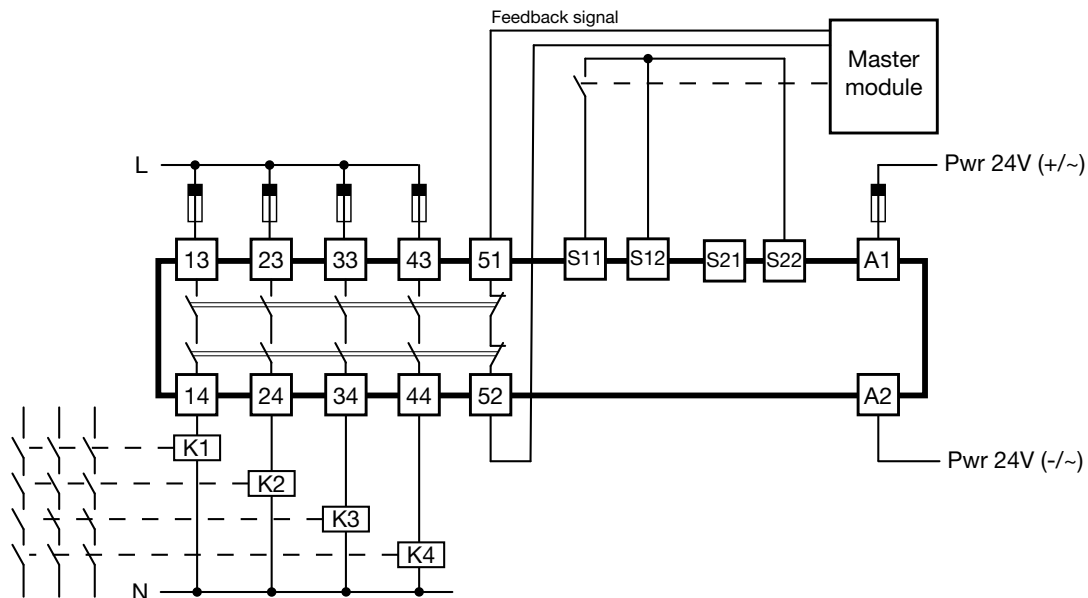 Feedback signal
Master
module
L
Pwr 24V (+/~)
13
23
33
43
51
S11
S12
S21
S22
A1
14
24
34
44
52
A2
K1
K2
K3
K4
Pwr 24V (-/~)
N